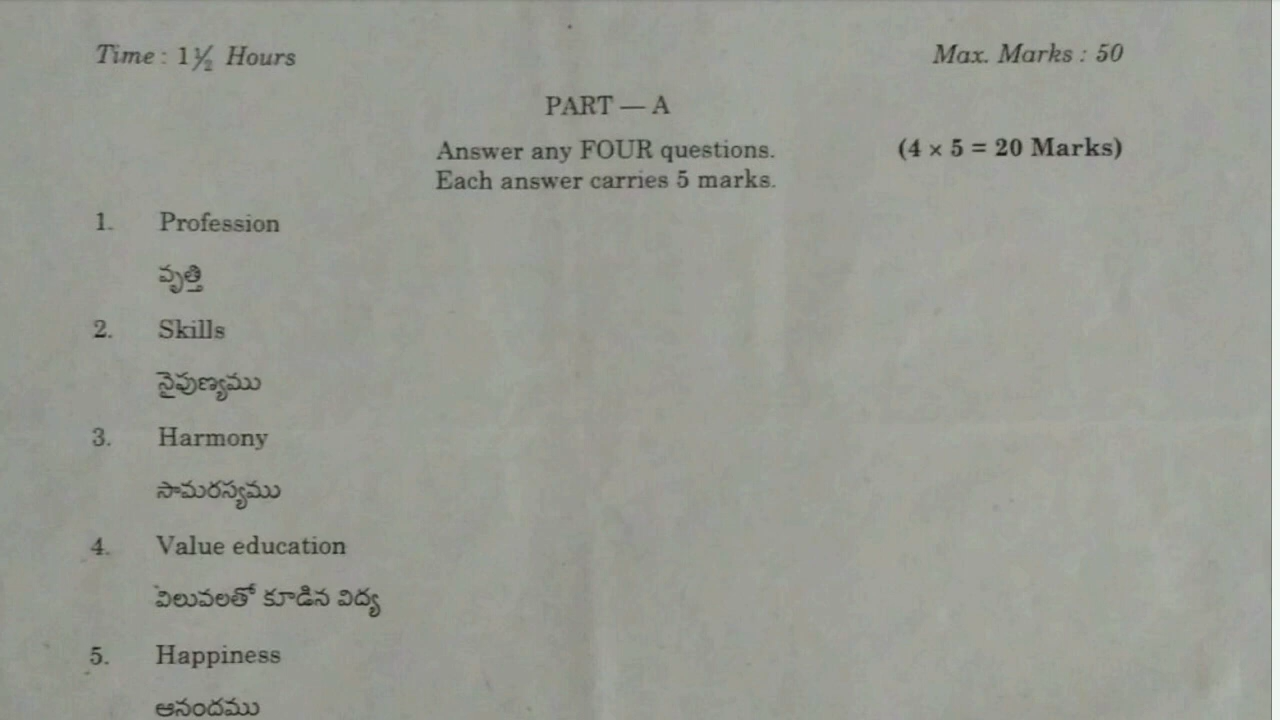 Time : 1½ Hours
Max. Marks : 50
PART — A
Answer any FOUR questions.
(4 × 5 = 20 Marks)
Each answer carries 5 marks.
1. Profession
వృత్తి
2. Skills
నైపుణ్యము
3. Harmony
సామరస్యము
4. Value education
విలువలతో కూడిన విద్య
5. Happiness
ఆనందము